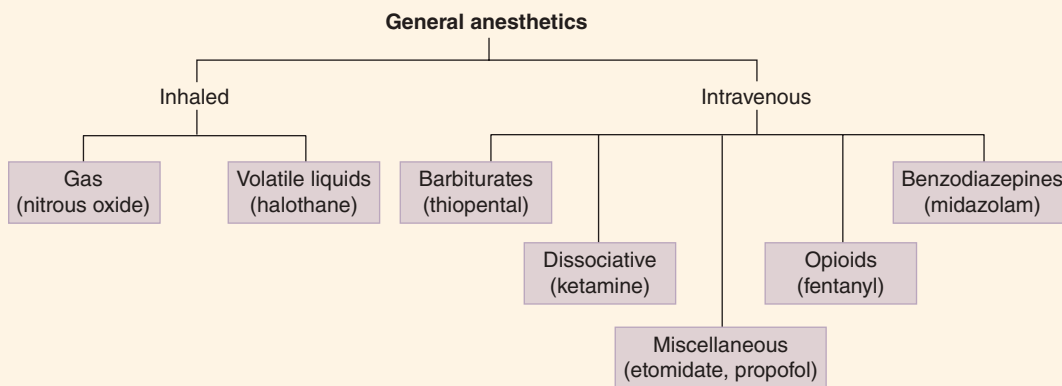 General anesthetics
Inhaled
Intravenous
Gas
(nitrous oxide)
Volatile liquids
(halothane)
Barbiturates
(thiopental)
Benzodiazepines
(midazolam)
Dissociative
(ketamine)
Opioids
(fentanyl)
Miscellaneous
(etomidate, propofol)